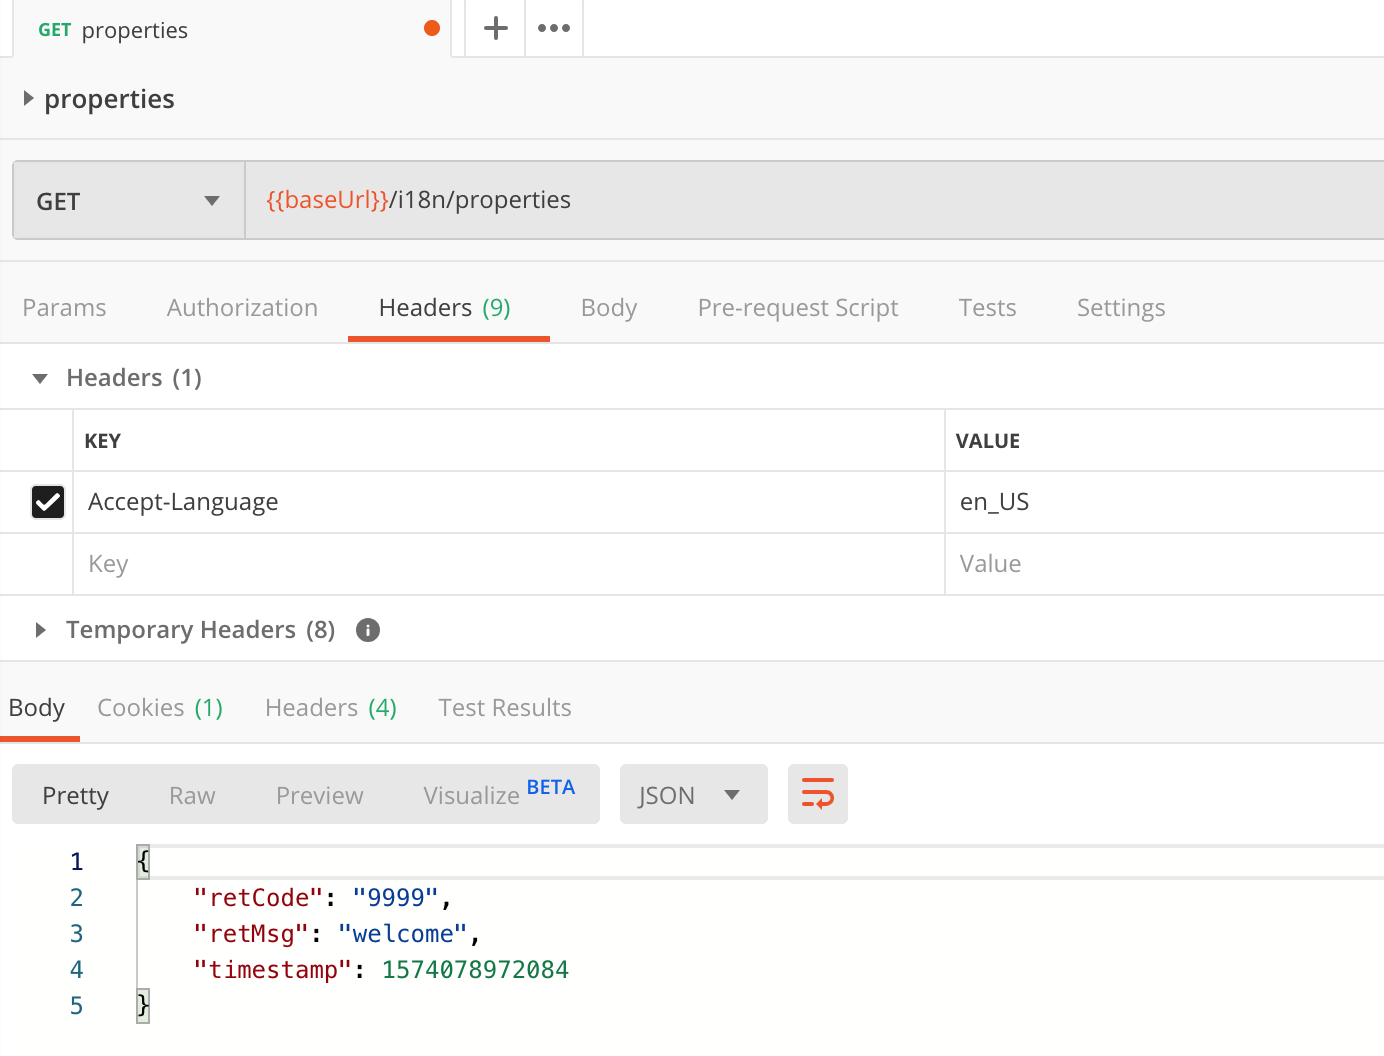 GET properties
properties
GET {{baseUrl}}/i18n/properties
Params Authorization Headers (9) Body Pre-request Script Tests Settings
Headers (1)
KEY VALUE
Accept-Language en_US
Key Value
Temporary Headers (8)
Body Cookies (1) Headers (4) Test Results
Pretty Raw Preview Visualize BETA JSON
1 {
2 "retCode": "9999",
3 "retMsg": "welcome",
4 "timestamp": 1574078972084
5 }